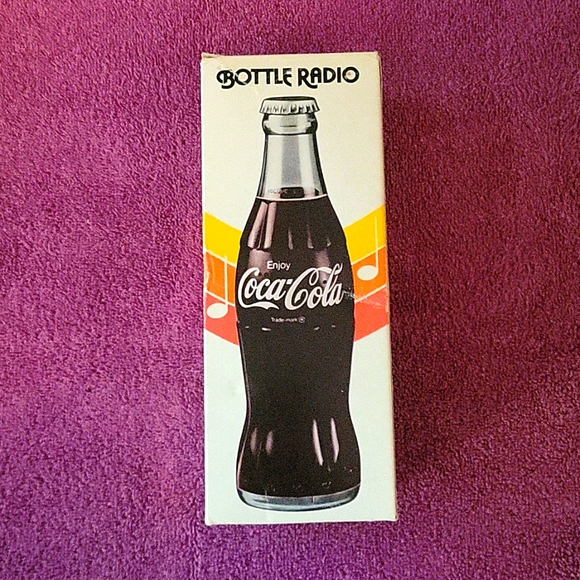 BOTTLE RADIO
Enjoy
Coca-Cola
Trade-mark ®